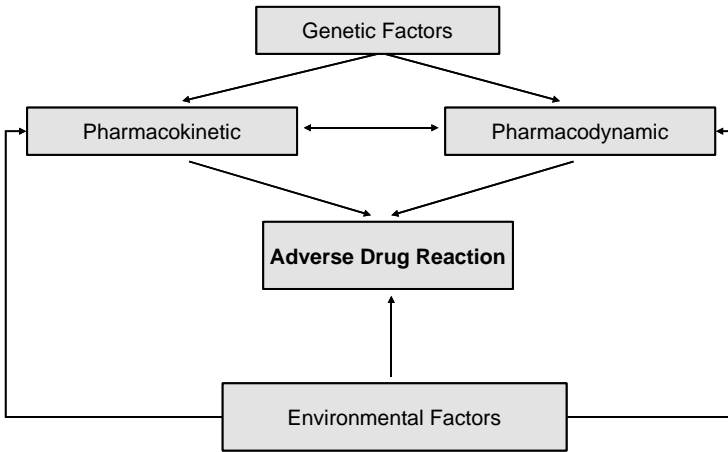 Genetic Factors
Pharmacokinetic
Pharmacodynamic
Adverse Drug Reaction
Environmental Factors